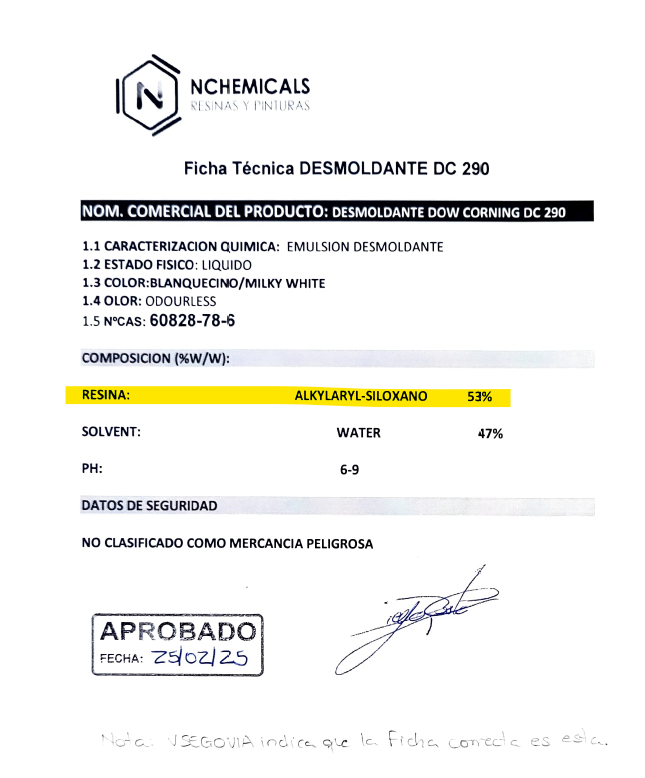 NCHEMICALS
RESINAS Y PINTURAS
Ficha Técnica DESMOLDANTE DC 290
NOM. COMERCIAL DEL PRODUCTO: DESMOLDANTE DOW CORNING DC 290
1.1 CARACTERIZACION QUIMICA: EMULSION DESMOLDANTE
1.2 ESTADO FISICO: LIQUIDO
1.3 COLOR:BLANQUECINO/MILKY WHITE
1.4 OLOR: ODOURLESS
1.5 NºCAS: 60828-78-6
COMPOSICION (%W/W):
RESINA: ALKYLARYL-SILOXANO 53%
SOLVENT: WATER 47%
PH: 6-9
DATOS DE SEGURIDAD
NO CLASIFICADO COMO MERCANCIA PELIGROSA
APROBADO
FECHA: 25/02/25
Nota: VSEGOVIA indica que la Ficha correcta es esta.